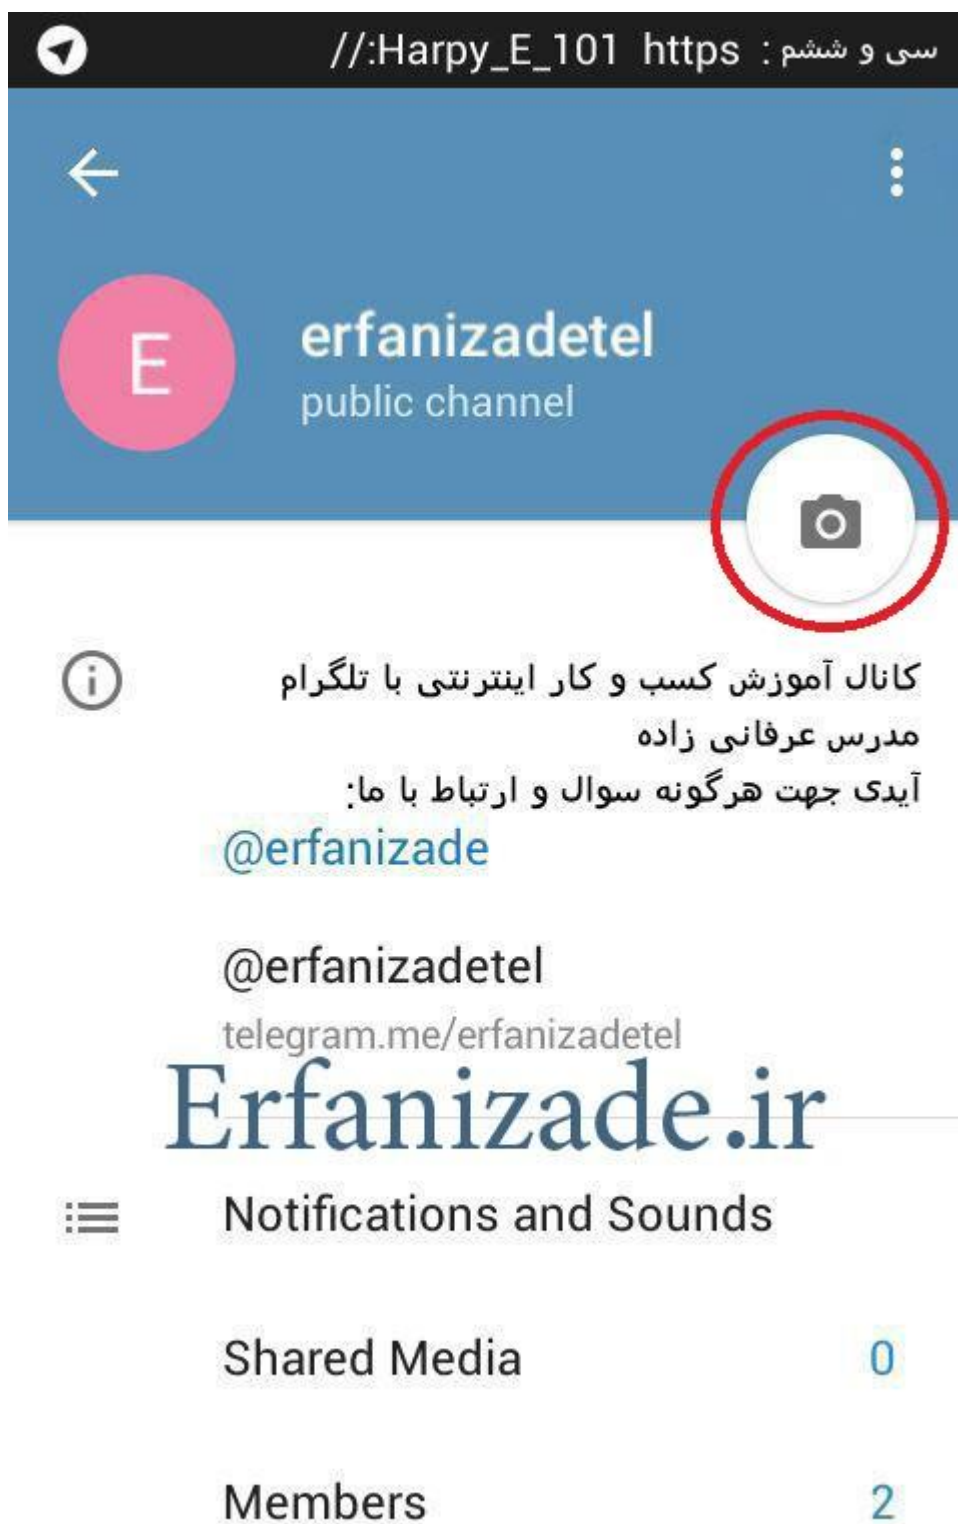 سی و ششم : https Harpy_E_101://
erfanizadetel
E
public channel
کانال آموزش کسب و کار اینترنتی با تلگرام
مدرس عرفانی زاده
آیدی جهت هرگونه سوال و ارتباط با ما:
@erfanizade
@erfanizadetel
telegram.me/erfanizadetel
Erfanizade.ir
Notifications and Sounds
Shared Media 0
Members 2